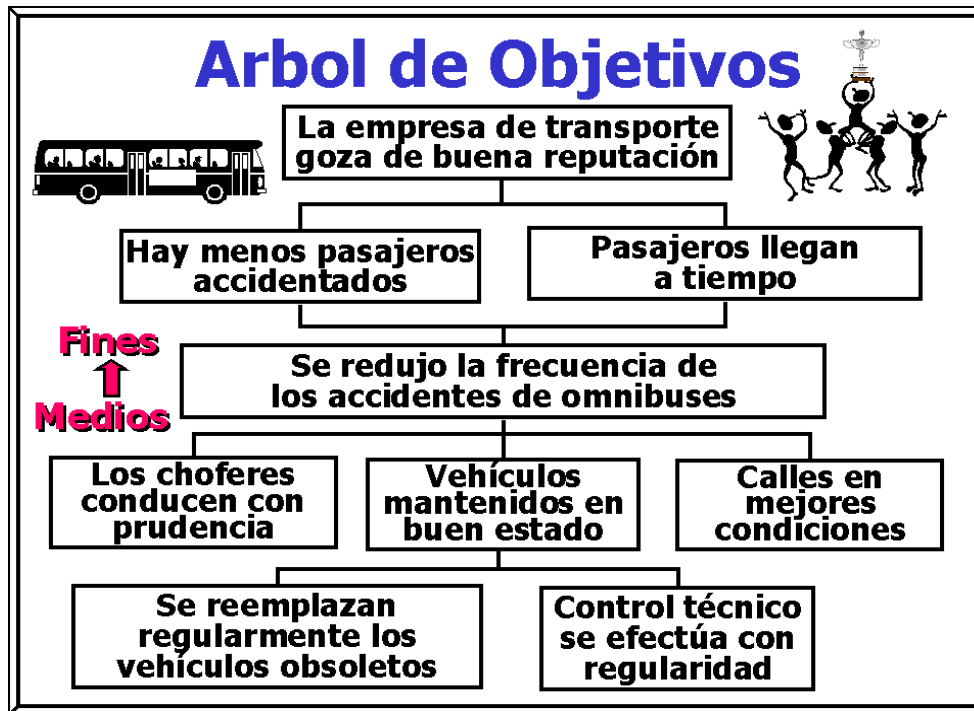 Arbol de Objetivos
La empresa de transporte
goza de buena reputación
Hay menos pasajeros
accidentados
Pasajeros llegan
a tiempo
Fines
Medios
Se redujo la frecuencia de
los accidentes de omnibuses
Los choferes
conducen con
prudencia
Vehículos
mantenidos en
buen estado
Calles en
mejores
condiciones
Se reemplazan
regularmente los
vehículos obsoletos
Control técnico
se efectúa con
regularidad